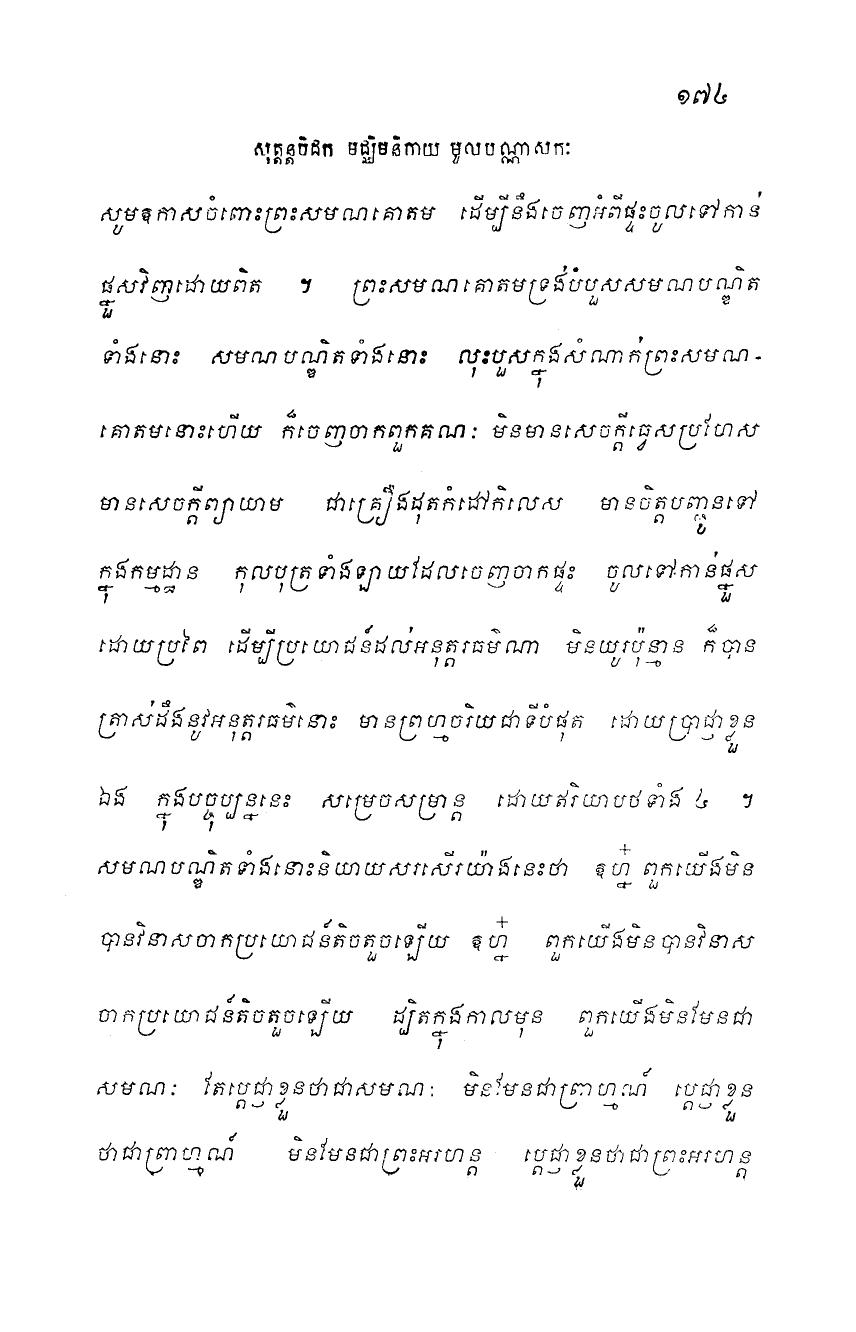 ១៧៤
សុត្តន្តបិដក មជ្ឈិមនិកាយ មូលបណ្ណាសកៈ
សូមឱកាសចំពោះព្រះសមណគោតម ដើម្បីនឹងចេញអំពីផ្ទះចូលទៅកាន់
ផ្នួសវិញដោយពិត ។ ព្រះសមណគោតមទ្រង់បំបួសសមណបណ្ឌិត
ទាំងនោះ សមណបណ្ឌិតទាំងនោះ លុះបួសក្នុងសំណាក់ព្រះសមណ-
គោតមនោះហើយ ក៏ចេញចាកពួកគណៈ មិនមានសេចក្តីធ្វេសប្រហែស
មានសេចក្តីព្យាយាម ជាគ្រឿងដុតកំដៅកិលេស មានចិត្តបញ្ជូនទៅ
ក្នុងកម្មដ្ឋាន កុលបុត្រទាំងឡាយដែលចេញចាកផ្ទះ ចូលទៅកាន់ផ្នួស
ដោយប្រពៃ ដើម្បីប្រយោជន៍ដល់អនុត្តរធម៌ណា មិនយូរប៉ុន្មាន ក៏បាន
ត្រាស់ដឹងនូវអនុត្តរធម៌នោះ មានព្រហ្មចរិយជាទីបំផុត ដោយប្រាជ្ញាខ្លួន
ឯង ក្នុងបច្ចុប្បន្ននេះ សម្រេចសម្រាន្ត ដោយឥរិយាបថទាំង ៤ ។
សមណបណ្ឌិតទាំងនោះនិយាយសរសើរយ៉ាងនេះថា ឱហ្ន៎ ពួកយើងមិន
បានវិនាសចាកប្រយោជន៍តិចតួចឡើយ ឱហ្ន៎ ពួកយើងមិនបានវិនាស
ចាកប្រយោជន៍តិចតួចឡើយ ដ្បិតក្នុងកាលមុន ពួកយើងមិនមែនជា
សមណៈ តែប្តេជ្ញាខ្លួនថាជាសមណៈ មិនមែនជាព្រាហ្មណ៍ ប្តេជ្ញាខ្លួន
ថាជាព្រាហ្មណ៍ មិនមែនជាព្រះអរហន្ត ប្តេជ្ញាខ្លួនថាជាព្រះអរហន្ត